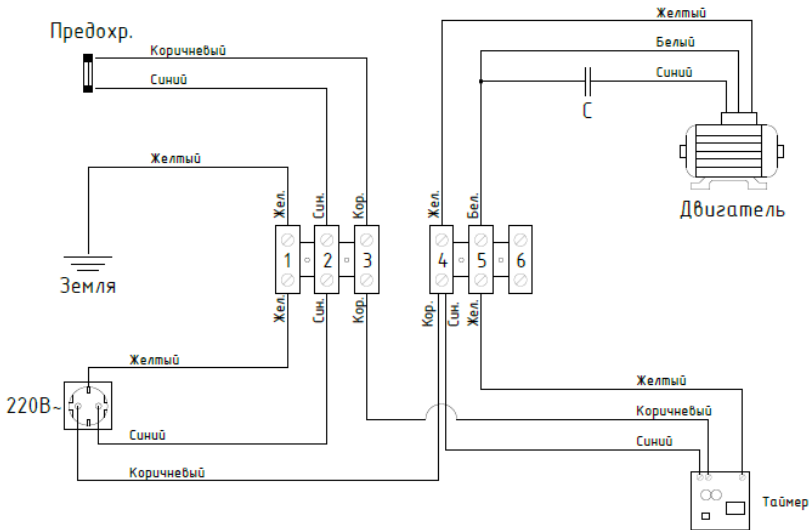 Желтый
Предохр.
Белый
Коричневый
Синий
Синий
C
Желтый
Двигатель
Жел.
Син.
Кор.
Жел.
Бел.
1
2
3
4
5
6
Земля
Жел.
Син.
Кор.
Кор.
Син.
Жел.
Желтый
Желтый
220В~
Коричневый
Синий
Синий
Коричневый
Таймер